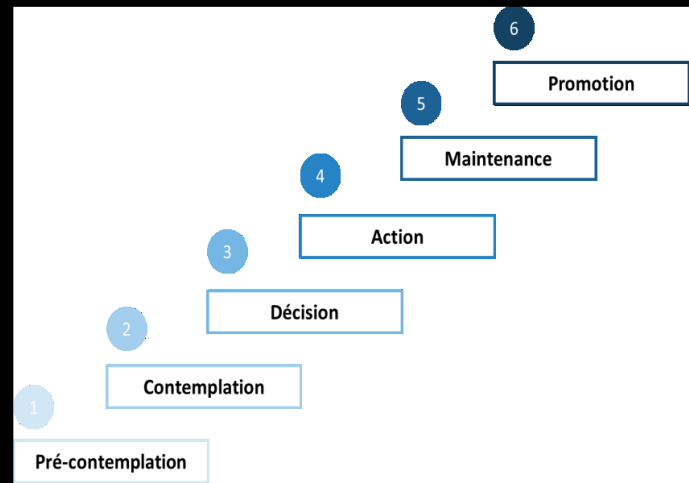 6
Promotion
5
Maintenance
4
Action
3
Décision
2
Contemplation
1
Pré-contemplation